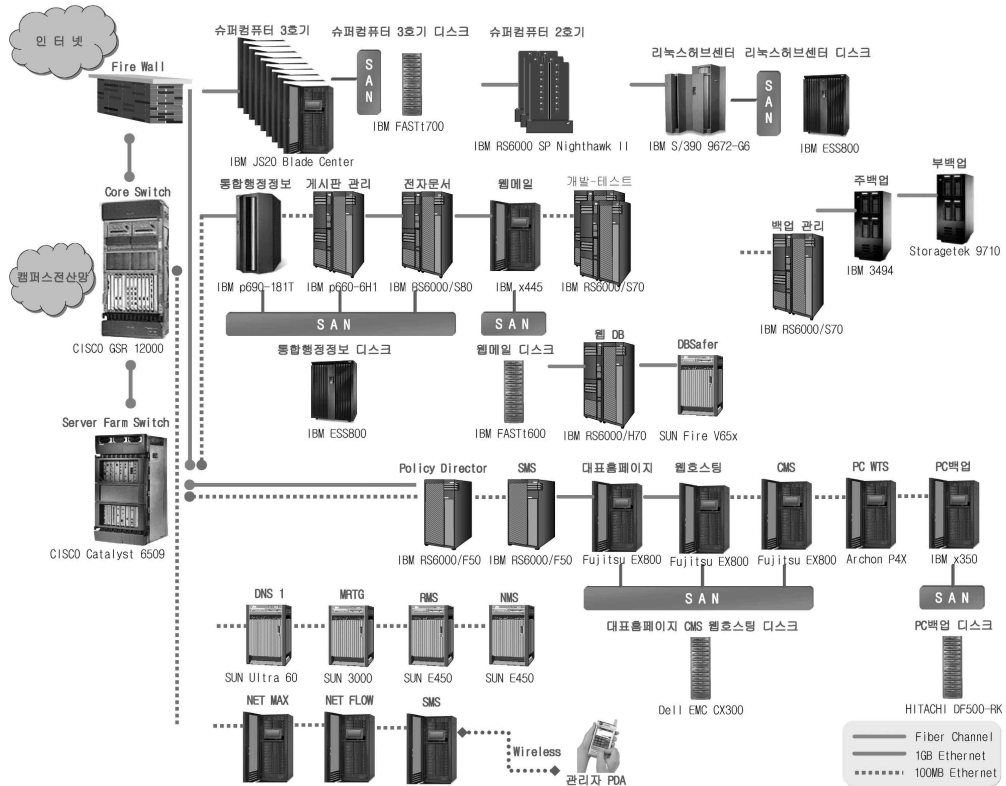 인 터 넷
Fire Wall
슈퍼컴퓨터 3호기
슈퍼컴퓨터 3호기 디스크
슈퍼컴퓨터 2호기
리눅스허브센터
리눅스허브센터 디스크
SAN
SAN
IBM JS20 Blade Center
IBM FASTt700
IBM RS6000 SP Nighthawk II
IBM S/390 9672-G6
IBM ESS800
Core Switch
캠퍼스전산망
CISCO GSR 12000
통합행정정보
게시판 관리
전자문서
웹메일
개발-테스트
백업 관리
주백업
부백업
IBM p690-181T
IBM p660-6H1
IBM RS6000/S80
IBM x445
IBM RS6000/S70
IBM RS6000/S70
IBM 3494
Storagetek 9710
SAN
SAN
통합행정정보 디스크
웹메일 디스크
웹 DB
DBSafer
IBM ESS800
IBM FASTt600
IBM RS6000/H70
SUN Fire V65x
Server Farm Switch
CISCO Catalyst 6509
Policy Director
SMS
대표홈페이지
웹호스팅
CMS
PC WTS
PC백업
IBM RS6000/F50
IBM RS6000/F50
Fujitsu EX800
Fujitsu EX800
Fujitsu EX800
Archon P4X
IBM x350
SAN
SAN
대표홈페이지 CMS 웹호스팅 디스크
PC백업 디스크
Dell EMC CX300
HITACHI DF500-RK
DNS 1
MRTG
RMS
NMS
SUN Ultra 60
SUN 3000
SUN E450
SUN E450
NET MAX
NET FLOW
SMS
Wireless
관리자 PDA
Fiber Channel
1GB Ethernet
100MB Ethernet